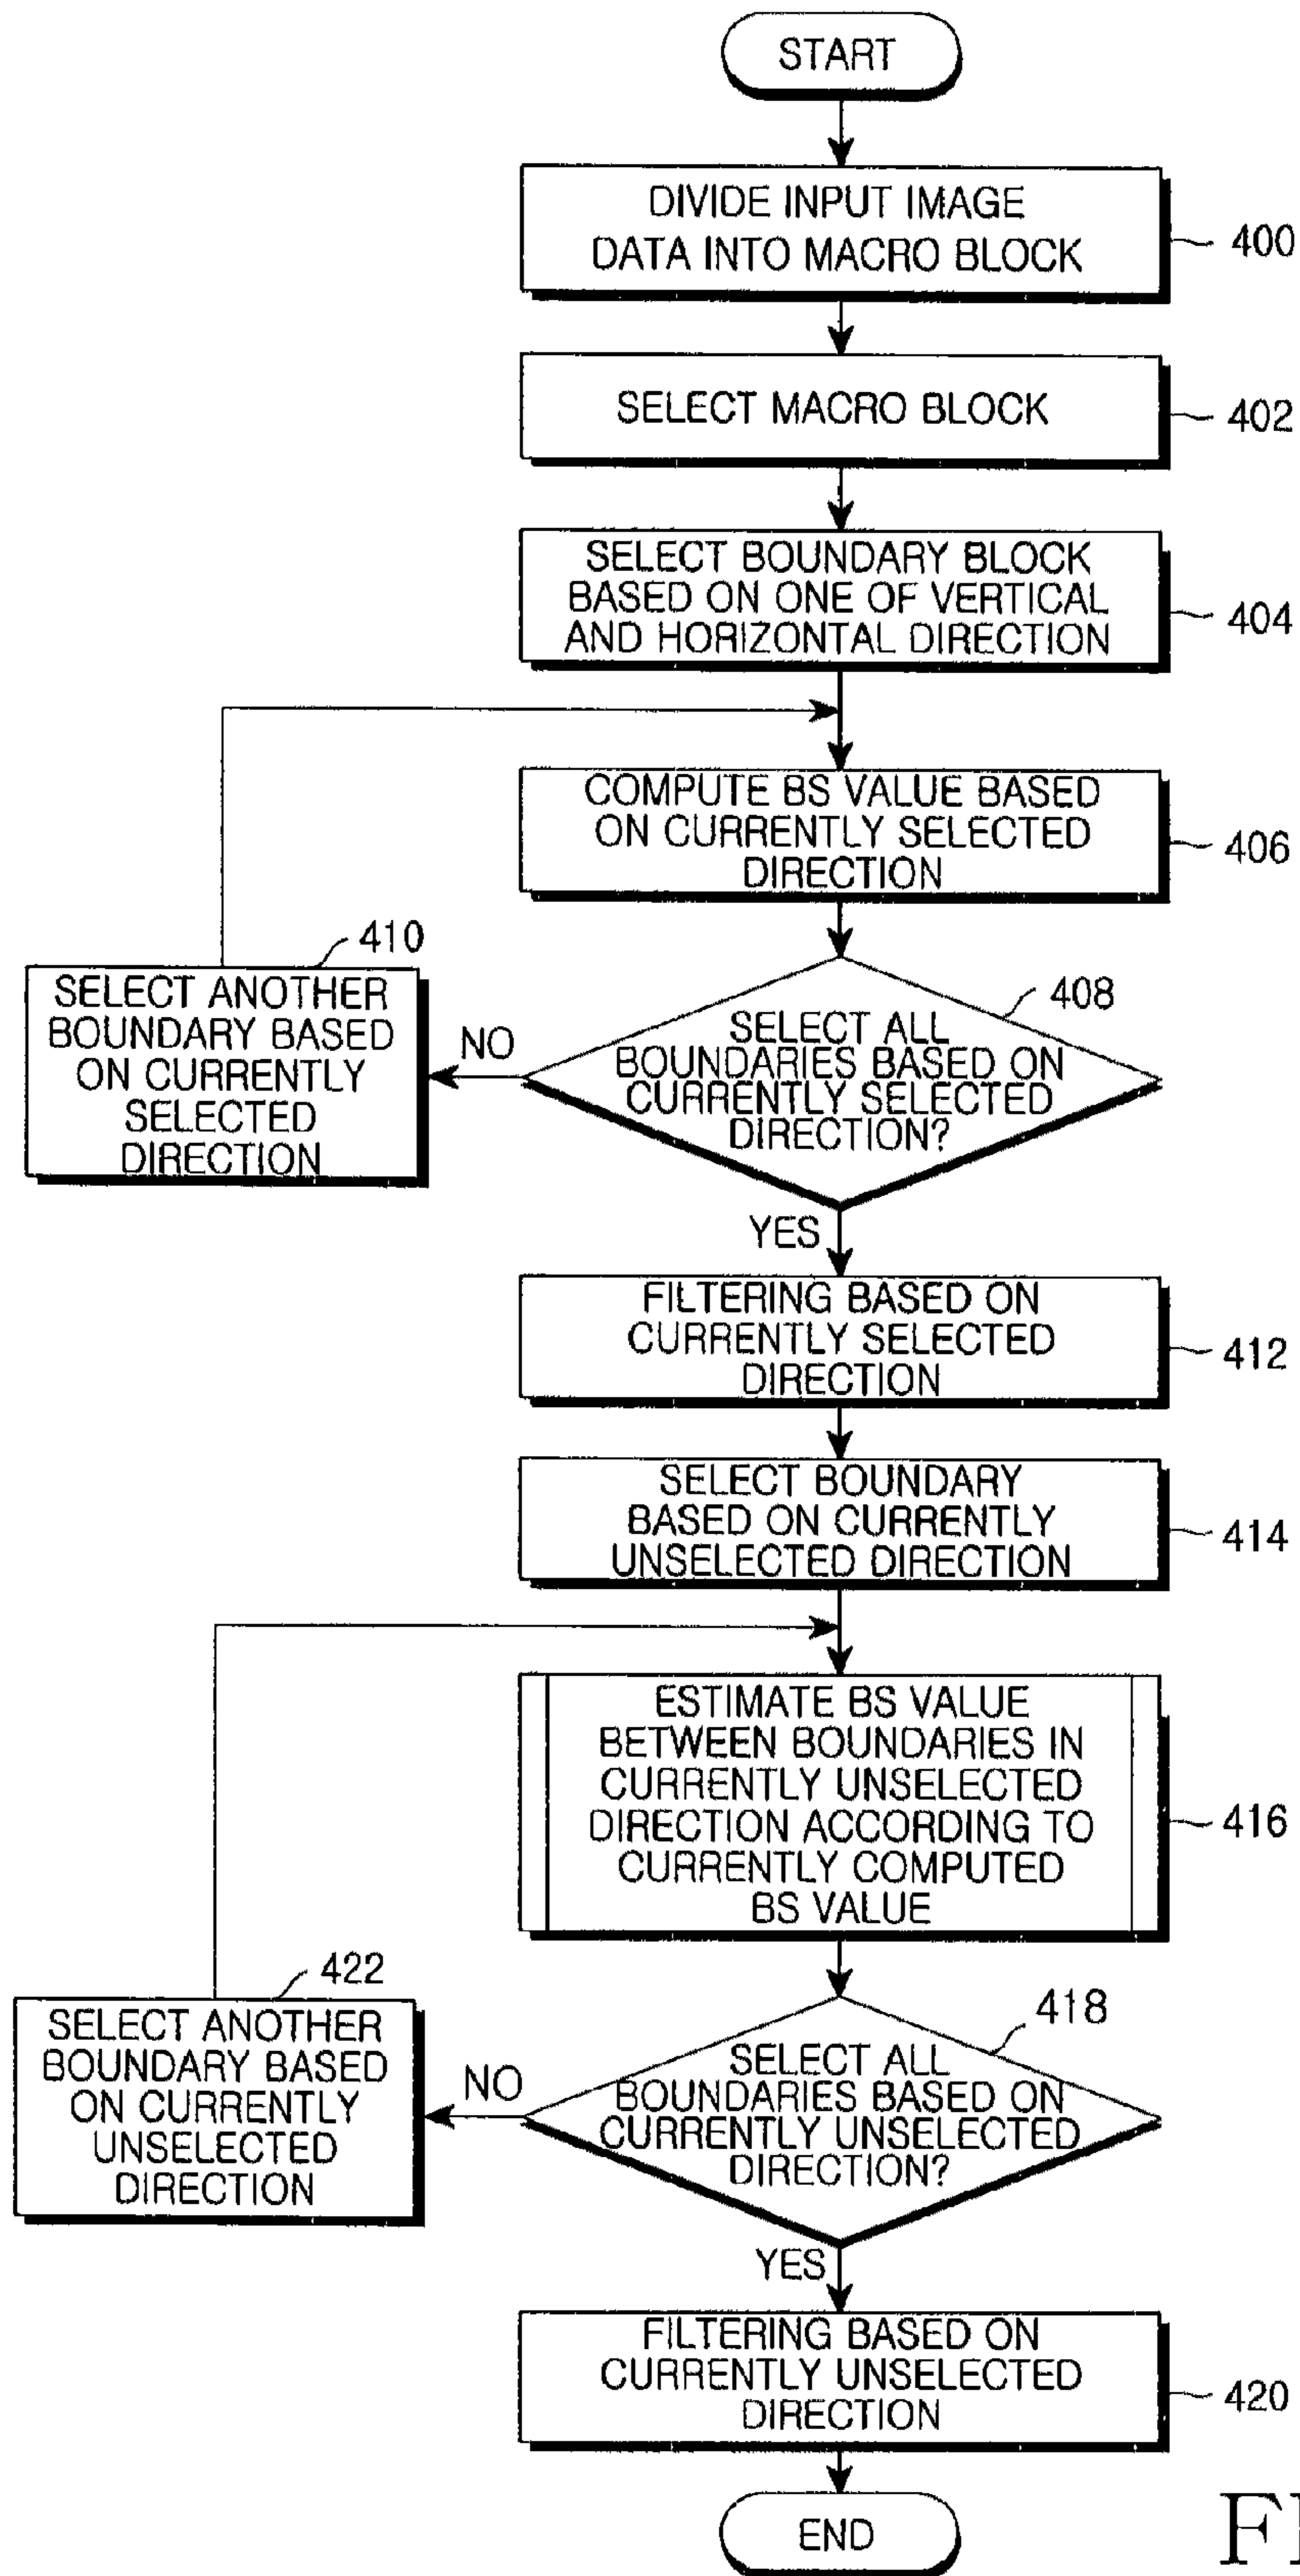 START
DIVIDE INPUT IMAGE
DATA INTO MACRO BLOCK
400
SELECT MACRO BLOCK
402
SELECT BOUNDARY BLOCK
BASED ON ONE OF VERTICAL
AND HORIZONTAL DIRECTION
404
COMPUTE BS VALUE BASED
ON CURRENTLY SELECTED
DIRECTION
406
408
SELECT ALL
BOUNDARIES BASED ON
CURRENTLY SELECTED
DIRECTION?
NO
410
SELECT ANOTHER
BOUNDARY BASED
ON CURRENTLY
SELECTED
DIRECTION
YES
FILTERING BASED ON
CURRENTLY SELECTED
DIRECTION
412
SELECT BOUNDARY
BASED ON CURRENTLY
UNSELECTED DIRECTION
414
ESTIMATE BS VALUE
BETWEEN BOUNDARIES IN
CURRENTLY UNSELECTED
DIRECTION ACCORDING TO
CURRENTLY COMPUTED
BS VALUE
416
418
SELECT ALL
BOUNDARIES BASED ON
CURRENTLY UNSELECTED
DIRECTION?
NO
422
SELECT ANOTHER
BOUNDARY BASED
ON CURRENTLY
UNSELECTED
DIRECTION
YES
FILTERING BASED ON
CURRENTLY UNSELECTED
DIRECTION
420
END